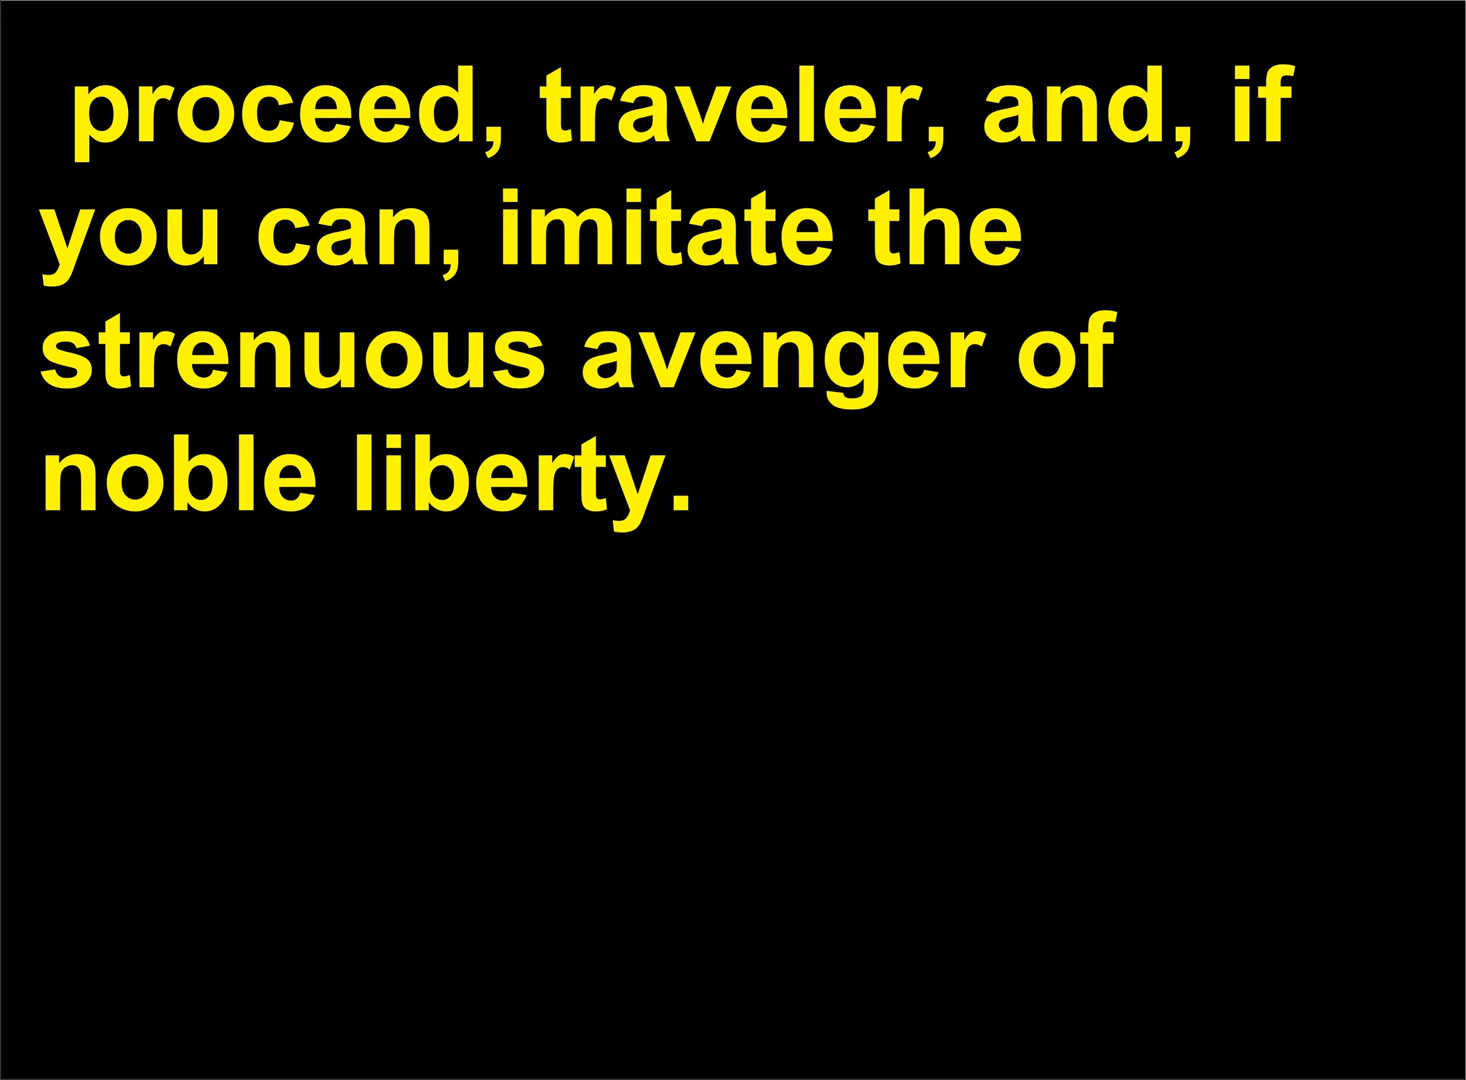 proceed, traveler, and, if
you can, imitate the
strenuous avenger of
noble liberty.